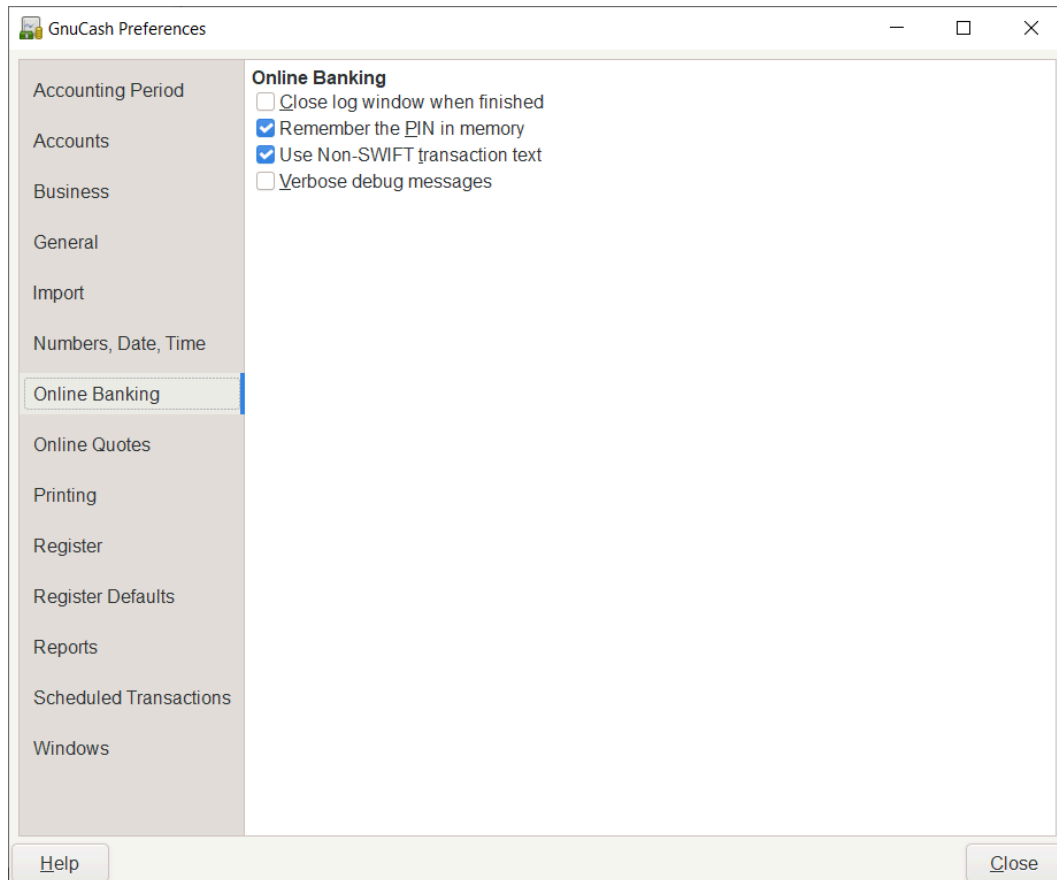 GnuCash Preferences
Accounting Period
Accounts
Business
General
Import
Numbers, Date, Time
Online Banking
Online Quotes
Printing
Register
Register Defaults
Reports
Scheduled Transactions
Windows
Online Banking
Close log window when finished
Remember the PIN in memory
Use Non-SWIFT transaction text
Verbose debug messages
Help
Close